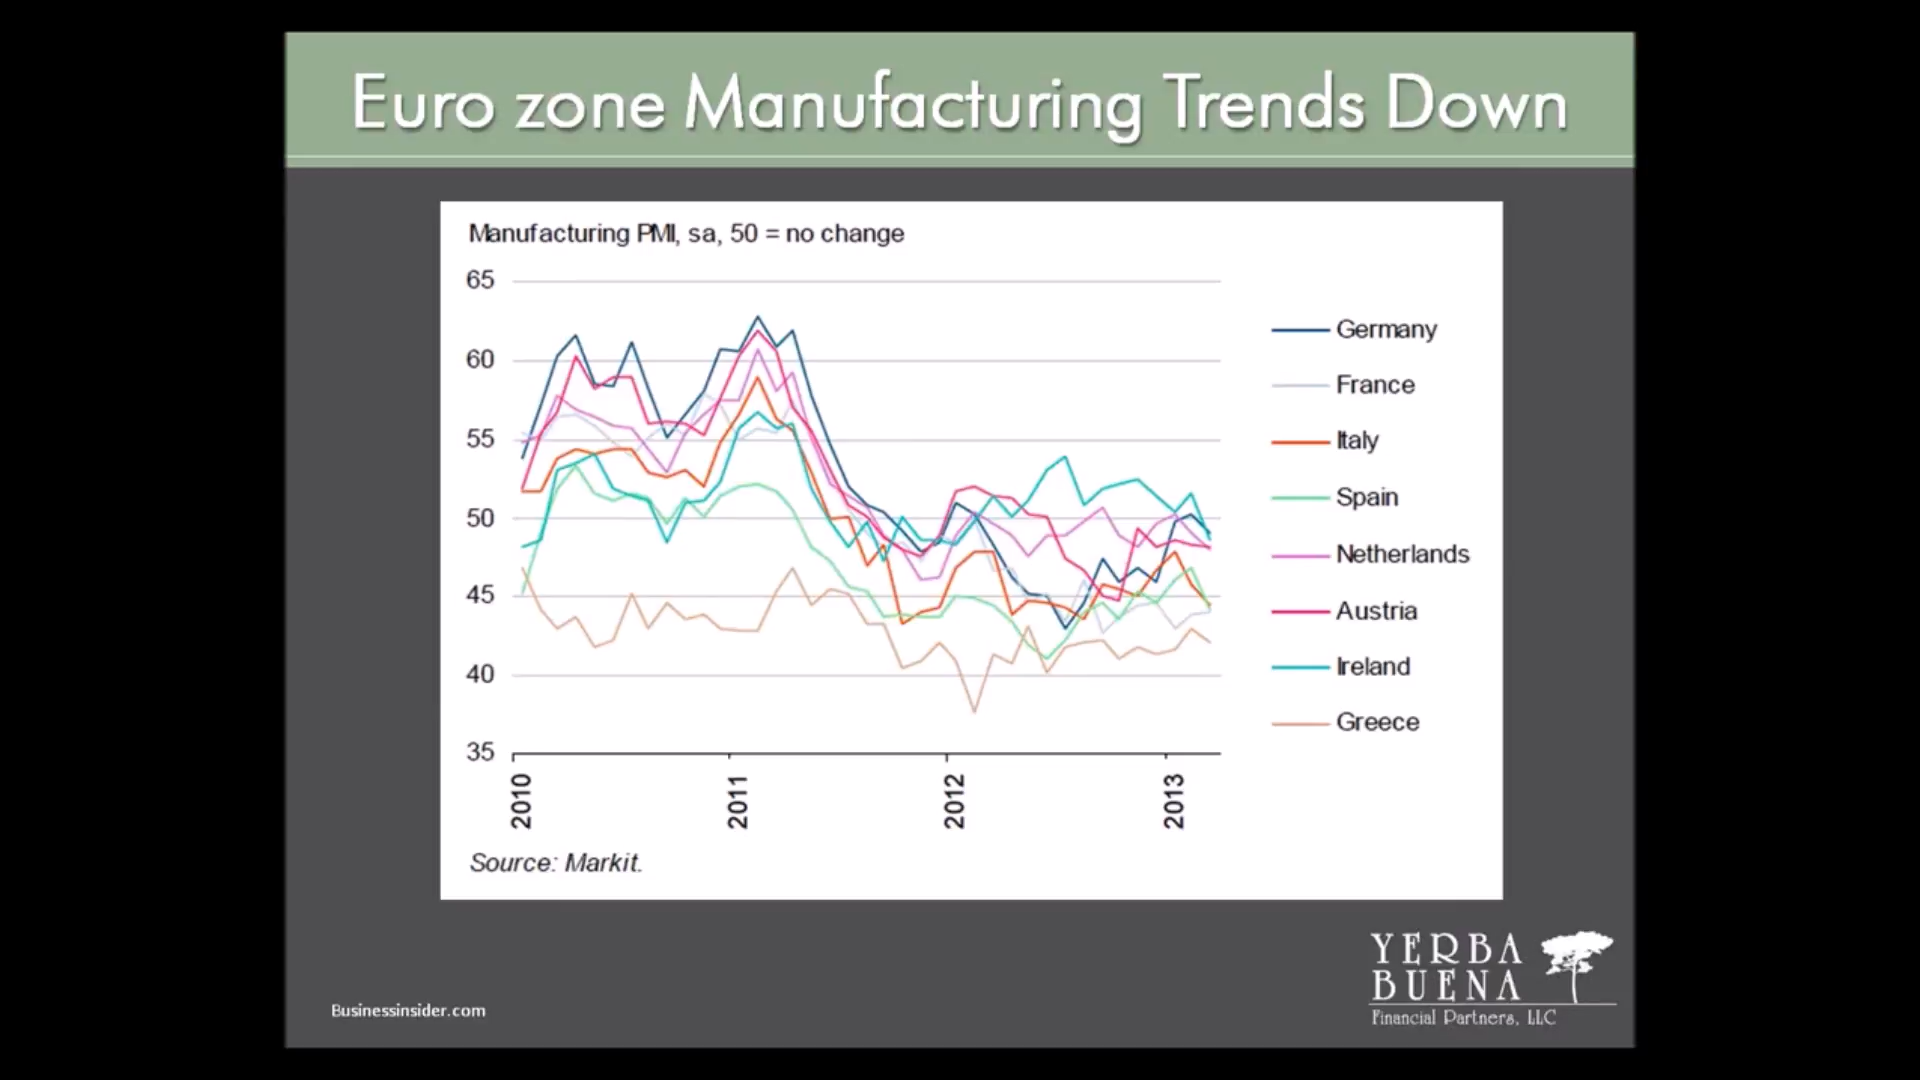 Euro zone Manufacturing Trends Down
Manufacturing PMI, sa, 50 = no change
65
60
55
50
45
40
35
2010
2011
2012
2013
Germany
France
Italy
Spain
Netherlands
Austria
Ireland
Greece
Source: Markit.
Businessinsider.com
YERBA
BUENA
Financial Partners, LLC